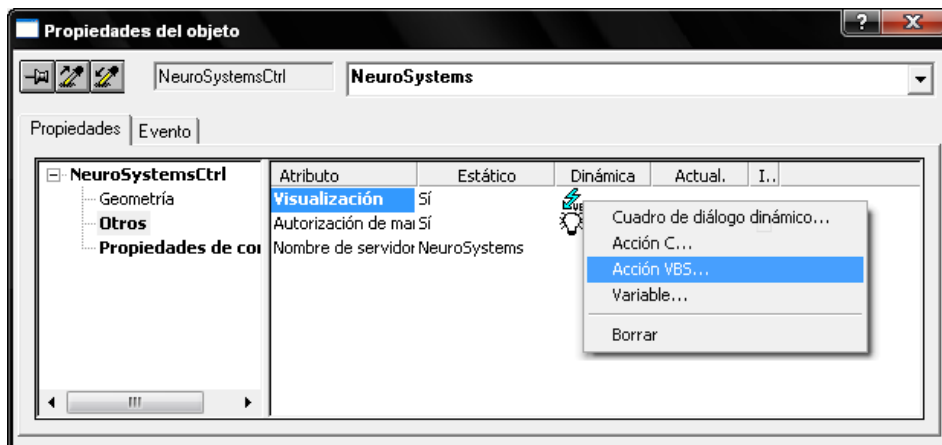 Propiedades del objeto
NeuroSystemsCtrl NeuroSystems
Propiedades Evento
NeuroSystemsCtrl
Geometría
Otros
Propiedades de co
Atributo Estático Dinámica Actual. I..
Visualización Sí
Autorización de ma Sí
Nombre de servidor NeuroSystems
Cuadro de diálogo dinámico...
Acción C...
Acción VBS...
Variable...
Borrar